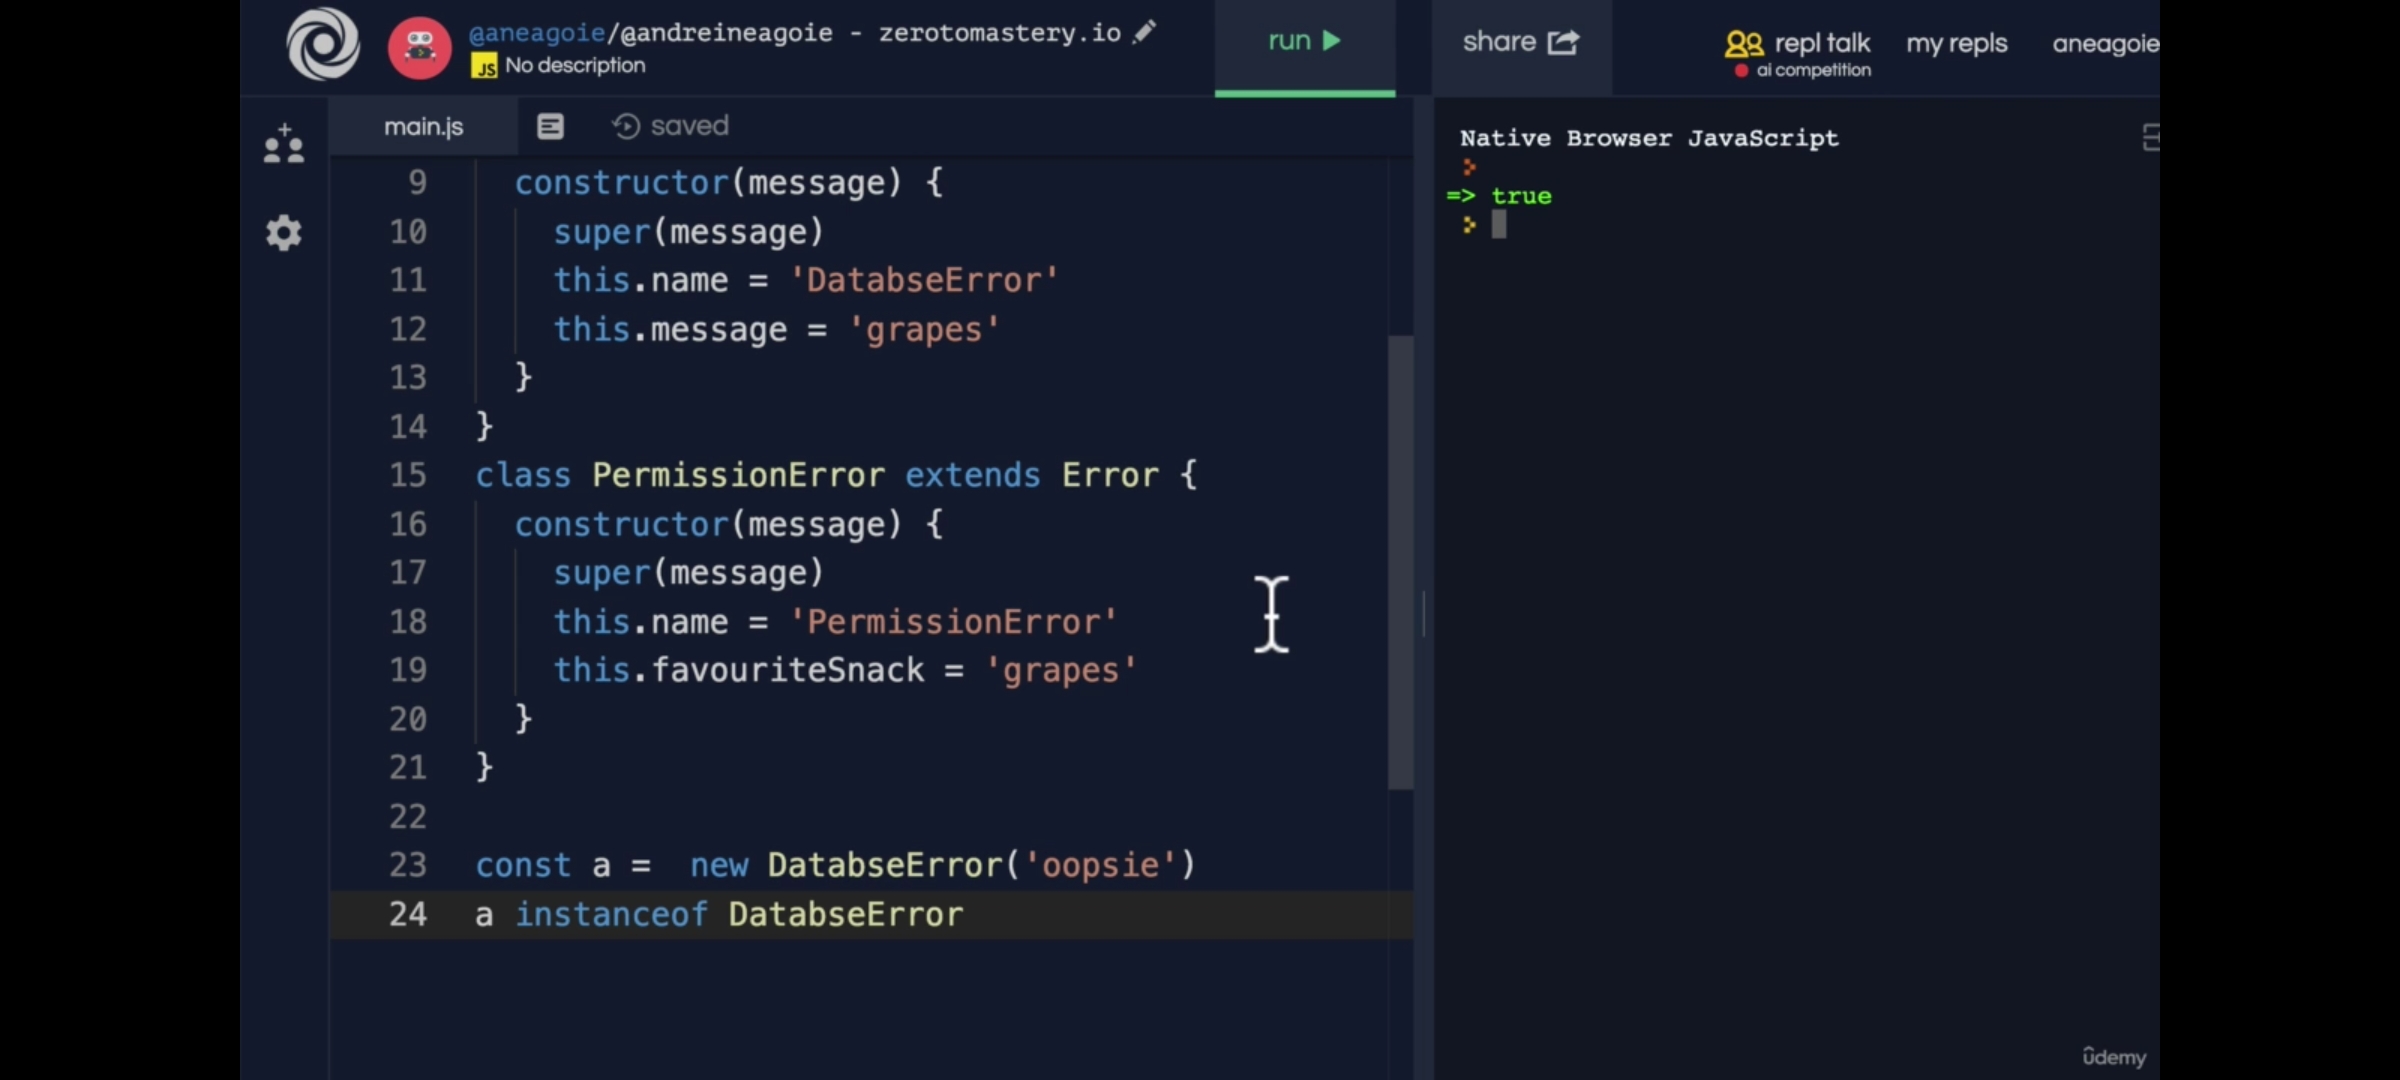 @aneagoie/@andreineagoie - zerotomastery.io
JS No description
run
share
repl talk
ai competition
my repls
aneagoie
main.js
saved
9 constructor(message) {
10 super(message)
11 this.name = 'DatabseError'
12 this.message = 'grapes'
13 }
14 }
15 class PermissionError extends Error {
16 constructor(message) {
17 super(message)
18 this.name = 'PermissionError'
19 this.favouriteSnack = 'grapes'
20 }
21 }
22
23 const a =  new DatabseError('oopsie')
24 a instanceof DatabseError
Native Browser JavaScript
=> true
ûdemy